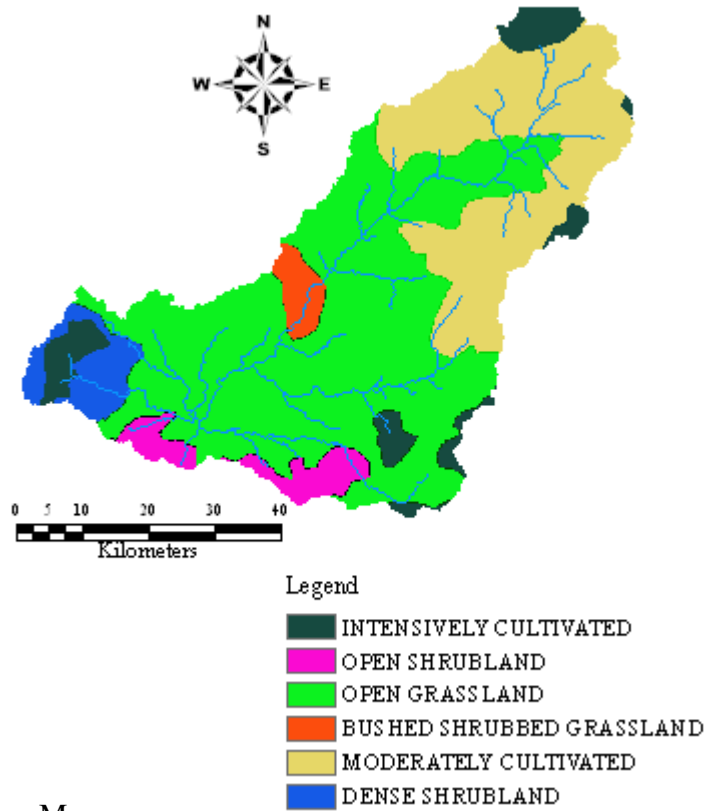 N
W E
S
0 5 10 20 30 40
Kilometers
Legend
INTENSIVELY CULTIVATED
OPEN SHRUBLAND
OPEN GRASSLAND
BUSHED SHRUBBED GRASSLAND
MODERATELY CULTIVATED
DENSE SHRUBLAND